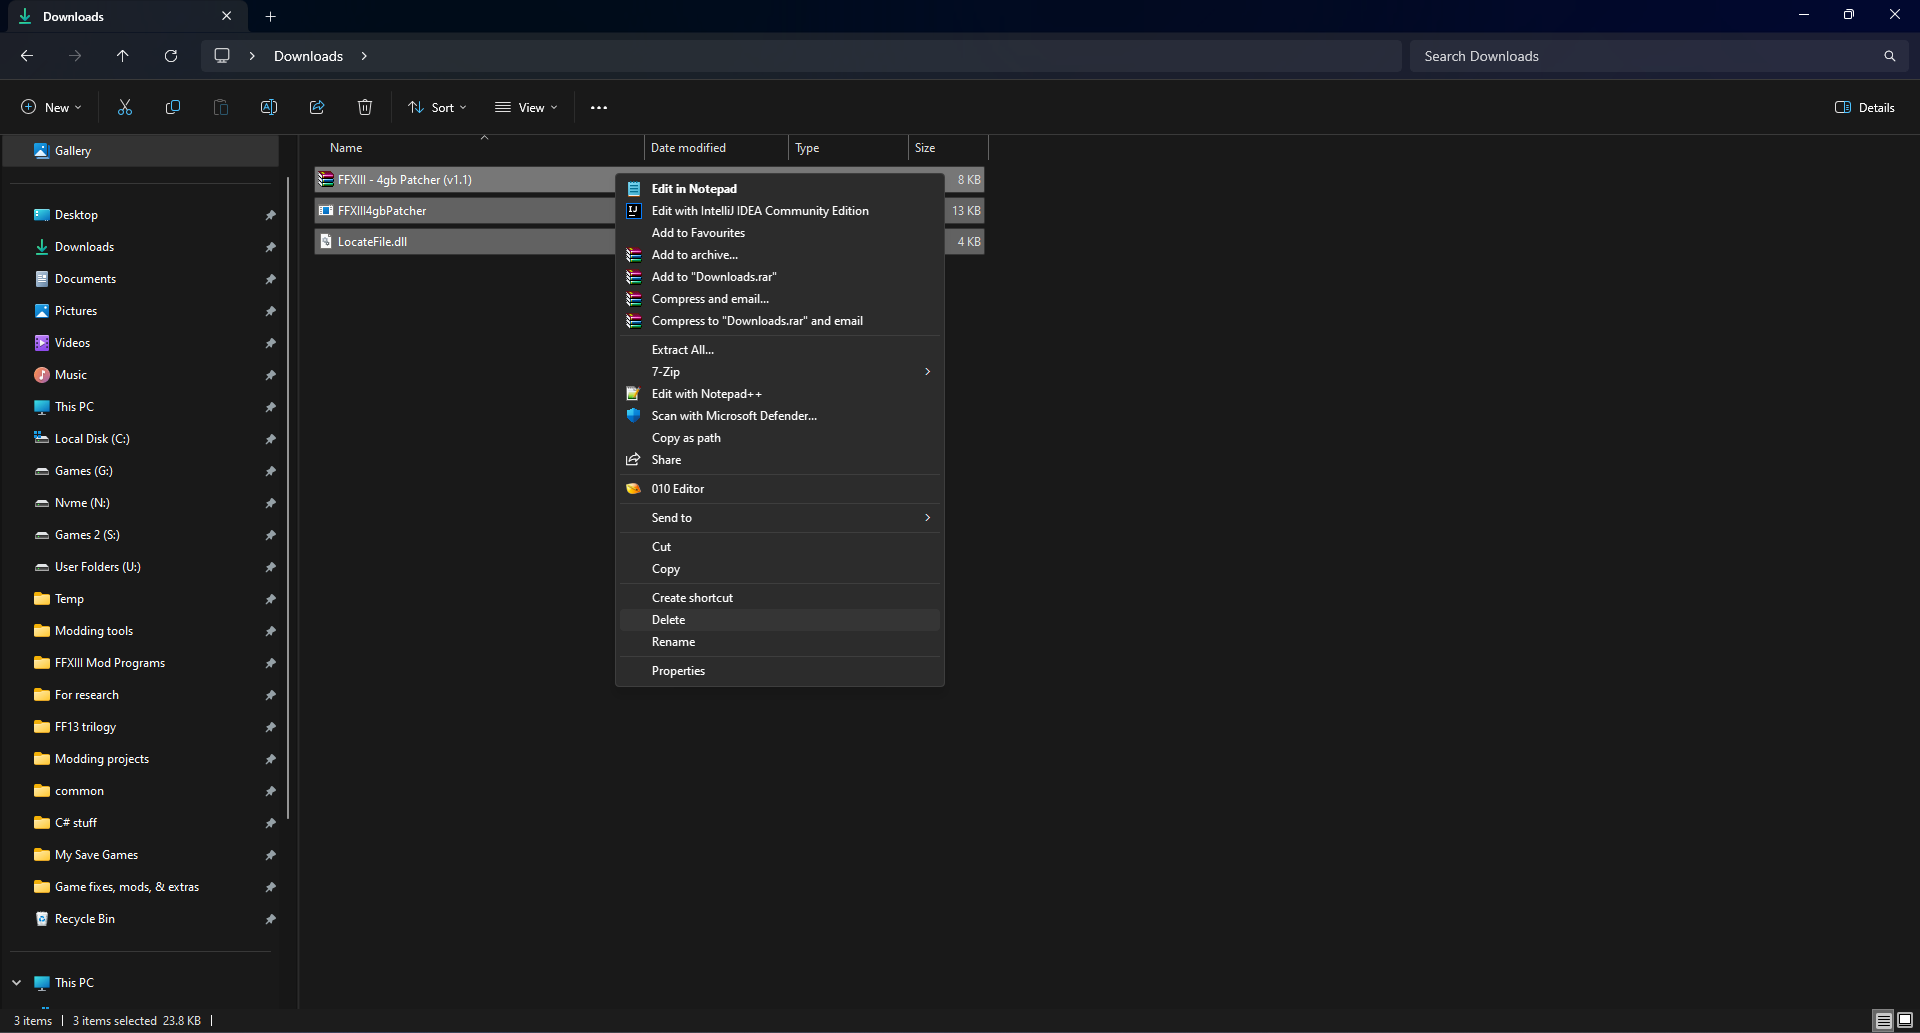 Downloads
Downloads
Search Downloads
New
Sort
View
Details
Gallery
Desktop
Downloads
Documents
Pictures
Videos
Music
This PC
Local Disk (C:)
Games (G:)
Nvme (N:)
Games 2 (S:)
User Folders (U:)
Temp
Modding tools
FFXIII Mod Programs
For research
FF13 trilogy
Modding projects
common
C# stuff
My Save Games
Game fixes, mods, & extras
Recycle Bin
This PC
Name Date modified Type Size
FFXIII - 4gb Patcher (v1.1) 8 KB
FFXIII4gbPatcher 13 KB
LocateFile.dll 4 KB
Edit in Notepad
Edit with IntelliJ IDEA Community Edition
Add to Favourites
Add to archive...
Add to "Downloads.rar"
Compress and email...
Compress to "Downloads.rar" and email
Extract All...
7-Zip
Edit with Notepad++
Scan with Microsoft Defender...
Copy as path
Share
010 Editor
Send to
Cut
Copy
Create shortcut
Delete
Rename
Properties
3 items 3 items selected 23.8 KB